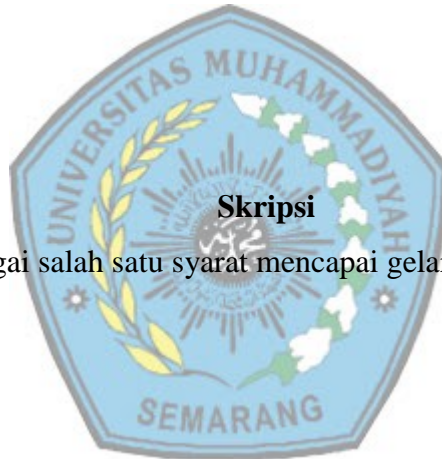 UNIVERSITAS MUHAMMADIYAH
Skripsi
gai salah satu syarat mencapai gelar
SEMARANG